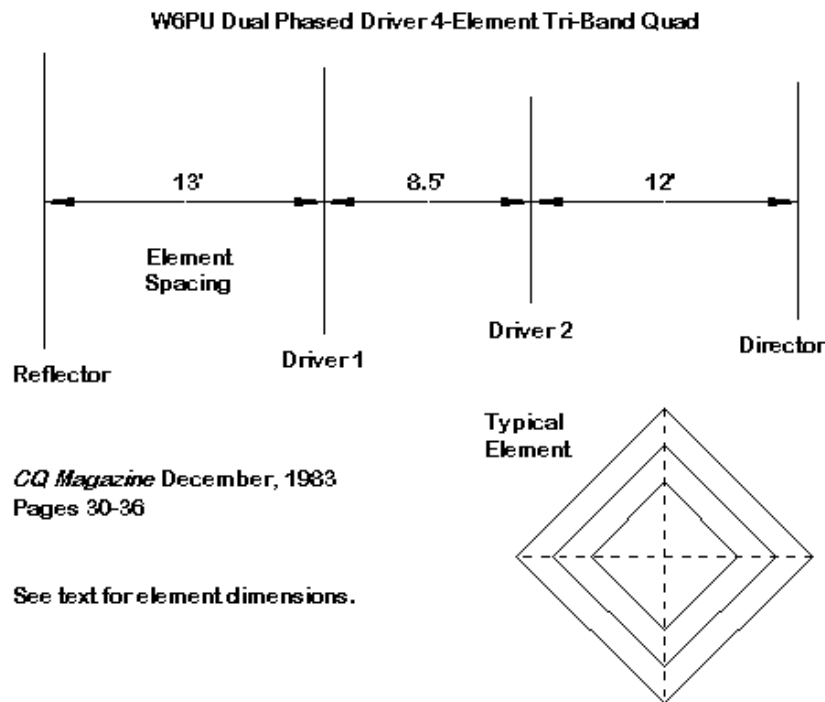 W6PU Dual Phased Driver 4-Element Tri-Band Quad
13'
8.5'
12'
Element
Spacing
Reflector
Driver 1
Driver 2
Director
Typical
Element
CQ Magazine December, 1983
Pages 30-36
See text for element dimensions.